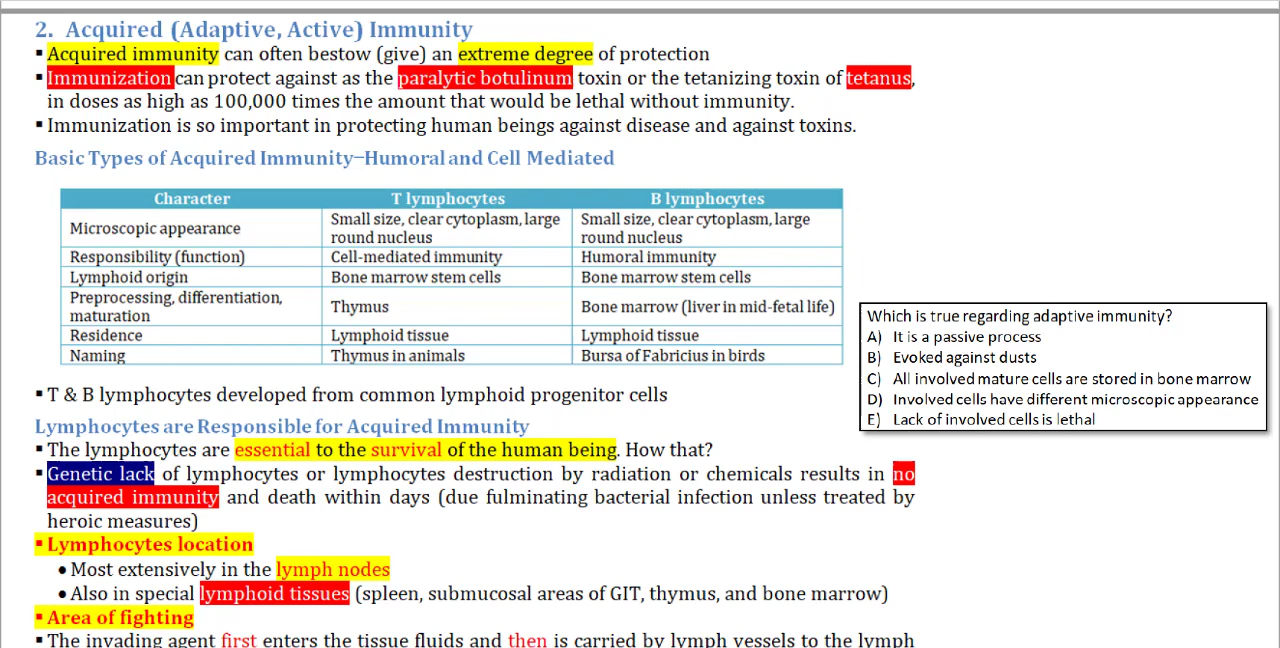 2. Acquired (Adaptive, Active) Immunity
▪ Acquired immunity can often bestow (give) an extreme degree of protection
▪ Immunization can protect against as the paralytic botulinum toxin or the tetanizing toxin of tetanus,
in doses as high as 100,000 times the amount that would be lethal without immunity.
▪ Immunization is so important in protecting human beings against disease and against toxins.
Basic Types of Acquired Immunity–Humoral and Cell Mediated
Character T lymphocytes B lymphocytes
Microscopic appearance Small size, clear cytoplasm, large round nucleus Small size, clear cytoplasm, large round nucleus
Responsibility (function) Cell-mediated immunity Humoral immunity
Lymphoid origin Bone marrow stem cells Bone marrow stem cells
Preprocessing, differentiation, maturation Thymus Bone marrow (liver in mid-fetal life)
Residence Lymphoid tissue Lymphoid tissue
Naming Thymus in animals Bursa of Fabricius in birds
▪ T & B lymphocytes developed from common lymphoid progenitor cells
Lymphocytes are Responsible for Acquired Immunity
▪ The lymphocytes are essential to the survival of the human being. How that?
▪ Genetic lack of lymphocytes or lymphocytes destruction by radiation or chemicals results in no
acquired immunity and death within days (due fulminating bacterial infection unless treated by
heroic measures)
▪ Lymphocytes location
• Most extensively in the lymph nodes
• Also in special lymphoid tissues (spleen, submucosal areas of GIT, thymus, and bone marrow)
▪ Area of fighting
▪ The invading agent first enters the tissue fluids and then is carried by lymph vessels to the lymph
Which is true regarding adaptive immunity?
A) It is a passive process
B) Evoked against dusts
C) All involved mature cells are stored in bone marrow
D) Involved cells have different microscopic appearance
E) Lack of involved cells is lethal